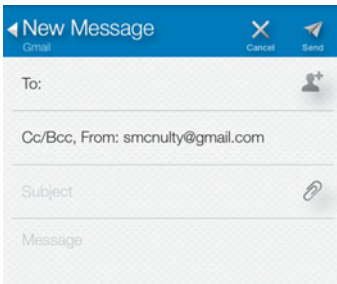 New Message
Gmail
Cancel
Send
To:
Cc/Bcc, From: smcnulty@gmail.com
Subject
Message